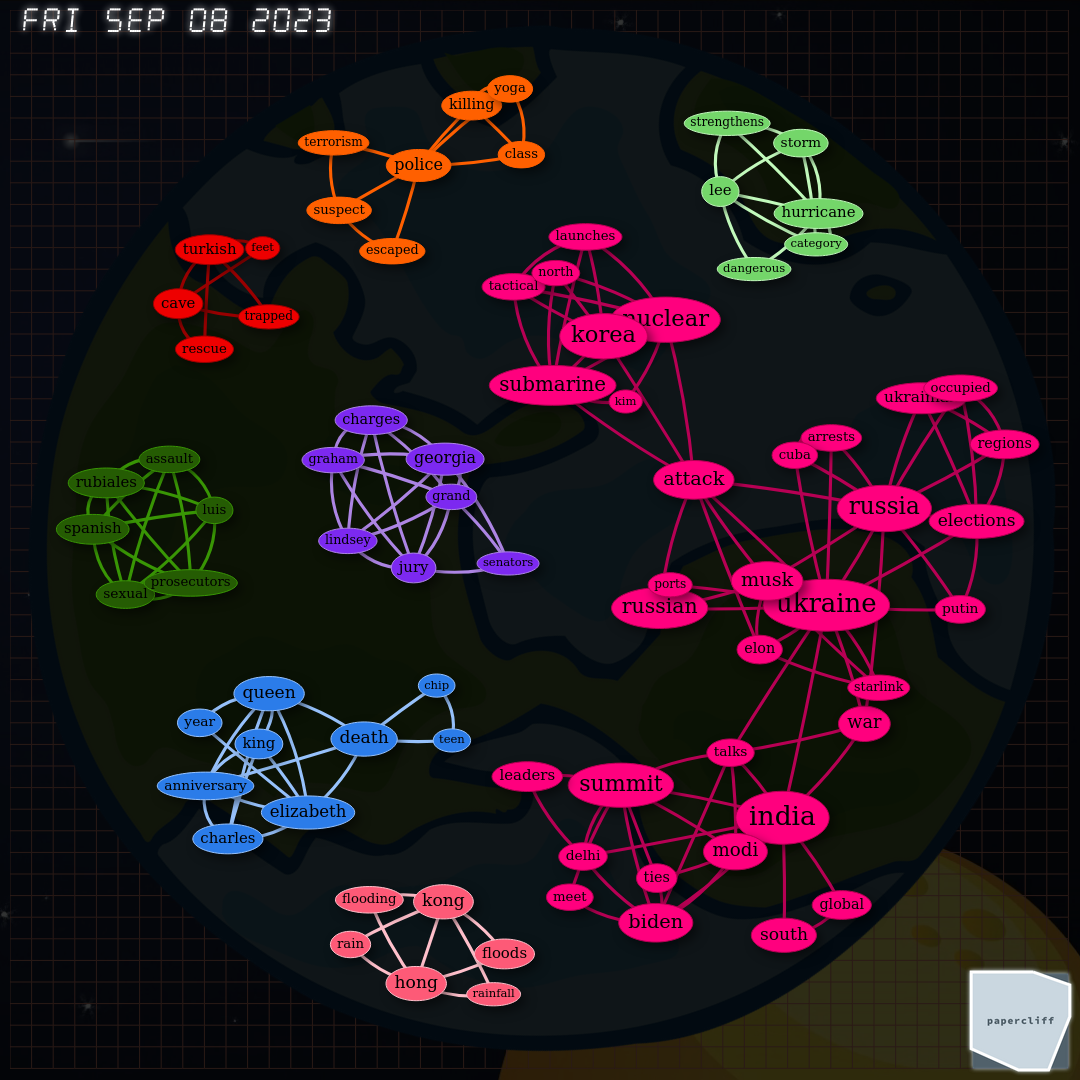 FRI SEP 08 2023
yoga
killing
terrorism
class
police
suspect
escaped
strengthens
storm
lee
hurricane
category
dangerous
turkish
feet
cave
trapped
rescue
launches
north
tactical
nuclear
korea
submarine
kim
occupied
regions
arrests
cuba
attack
russia
elections
ports
musk
russian
ukraine
putin
elon
starlink
war
charges
graham
georgia
grand
lindsey
jury
senators
assault
rubiales
luis
spanish
prosecutors
sexual
queen
chip
year
king
death
teen
anniversary
elizabeth
charles
talks
leaders
summit
india
modi
delhi
ties
meet
biden
global
south
flooding
kong
rain
floods
hong
rainfall
papercliff